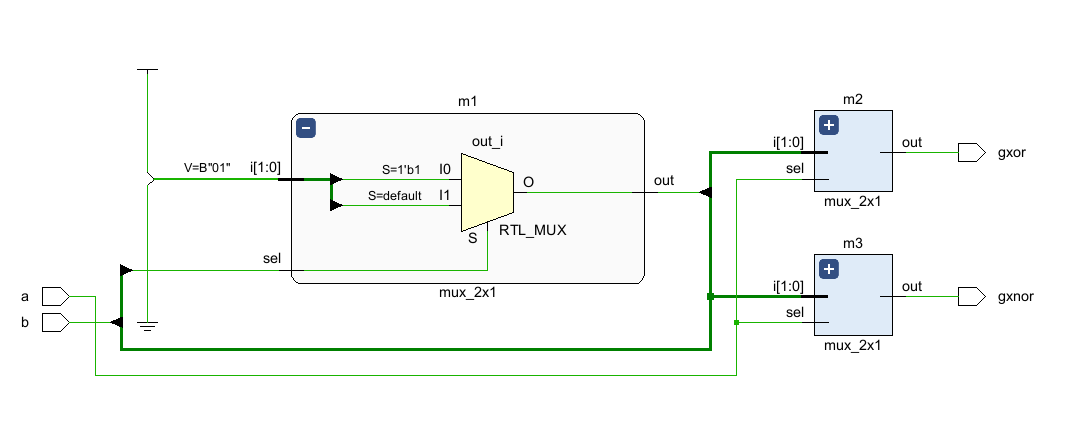 m1
m2
out_i
i[1:0]
out
gxor
V=B"01"
i[1:0]
S=1'b1
I0
sel
S=default
I1
O
out
mux_2x1
S
RTL_MUX
m3
sel
mux_2x1
i[1:0]
out
gxnor
a
sel
b
mux_2x1